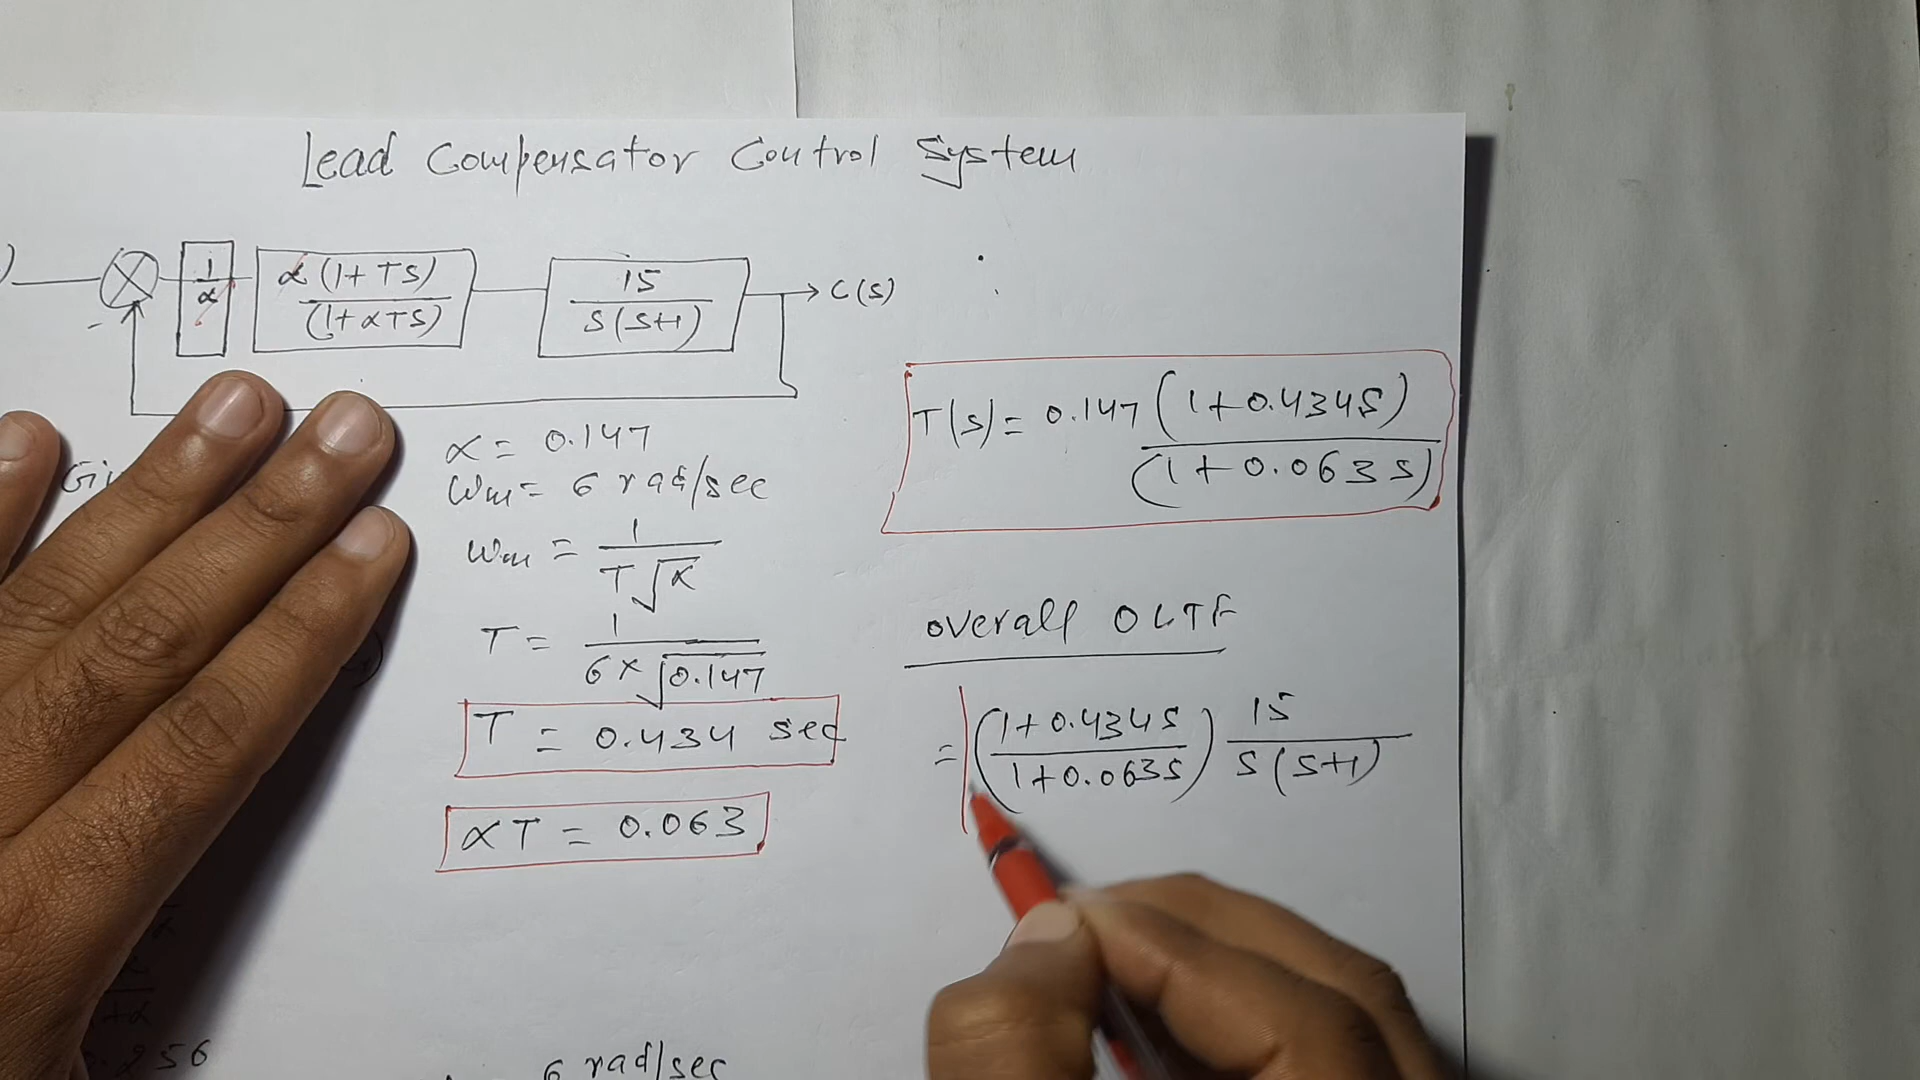 Lead Compensator Control System
)
1/α
α(1+TS)/(1+αTS)
15/S(S+1)
C(S)
-
Gi
α = 0.147
ωm = 6 rad/sec
ωm = 1/T√α
T = 1/6×√0.147
T = 0.434 sec
αT = 0.063
T(s) = 0.147 (1+0.434S)/(1+0.063S)
overall OLTF
= (1+0.434S/1+0.063S) 15/S(S+1)
6 rad/sec